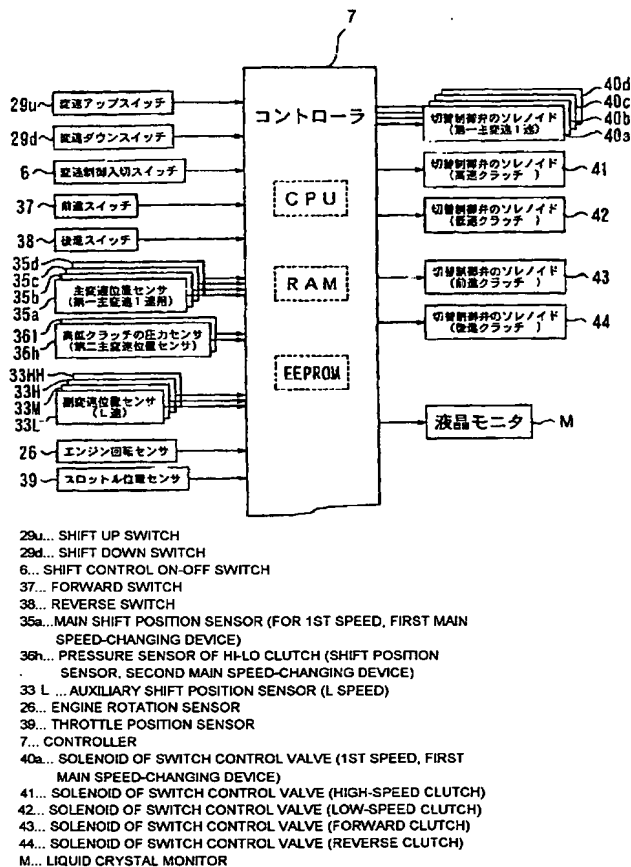 7
29u
変速アップスイッチ
29d
変速ダウンスイッチ
6
変速制御入切スイッチ
37
前進スイッチ
38
後進スイッチ
35d
35c
35b
35a
主変速位置センサ
(第一主変速1速用)
36l
36h
高低クラッチの圧力センサ
(第二主変速位置センサ)
33HH
33H
33M
33L
副変速位置センサ
(L速)
26
エンジン回転センサ
39
スロットル位置センサ
コントローラ
CPU
RAM
EEPROM
40d
40c
40b
40a
切替制御弁のソレノイド
(第一主変速1速)
切替制御弁のソレノイド
(高速クラッチ )
41
切替制御弁のソレノイド
(低速クラッチ )
42
切替制御弁のソレノイド
(前進クラッチ )
43
切替制御弁のソレノイド
(後進クラッチ )
44
液晶モニタ
M
29u... SHIFT UP SWITCH
29d... SHIFT DOWN SWITCH
6... SHIFT CONTROL ON-OFF SWITCH
37... FORWARD SWITCH
38... REVERSE SWITCH
35a...MAIN SHIFT POSITION SENSOR (FOR 1ST SPEED, FIRST MAIN
SPEED-CHANGING DEVICE)
36h... PRESSURE SENSOR OF HI-LO CLUTCH (SHIFT POSITION
SENSOR, SECOND MAIN SPEED-CHANGING DEVICE)
33 L ...AUXILIARY SHIFT POSITION SENSOR (L SPEED)
26... ENGINE ROTATION SENSOR
39... THROTTLE POSITION SENSOR
7... CONTROLLER
40a... SOLENOID OF SWITCH CONTROL VALVE (1ST SPEED, FIRST
MAIN SPEED-CHANGING DEVICE)
41... SOLENOID OF SWITCH CONTROL VALVE (HIGH-SPEED CLUTCH)
42... SOLENOID OF SWITCH CONTROL VALVE (LOW-SPEED CLUTCH)
43... SOLENOID OF SWITCH CONTROL VALVE (FORWARD CLUTCH)
44... SOLENOID OF SWITCH CONTROL VALVE (REVERSE CLUTCH)
M... LIQUID CRYSTAL MONITOR